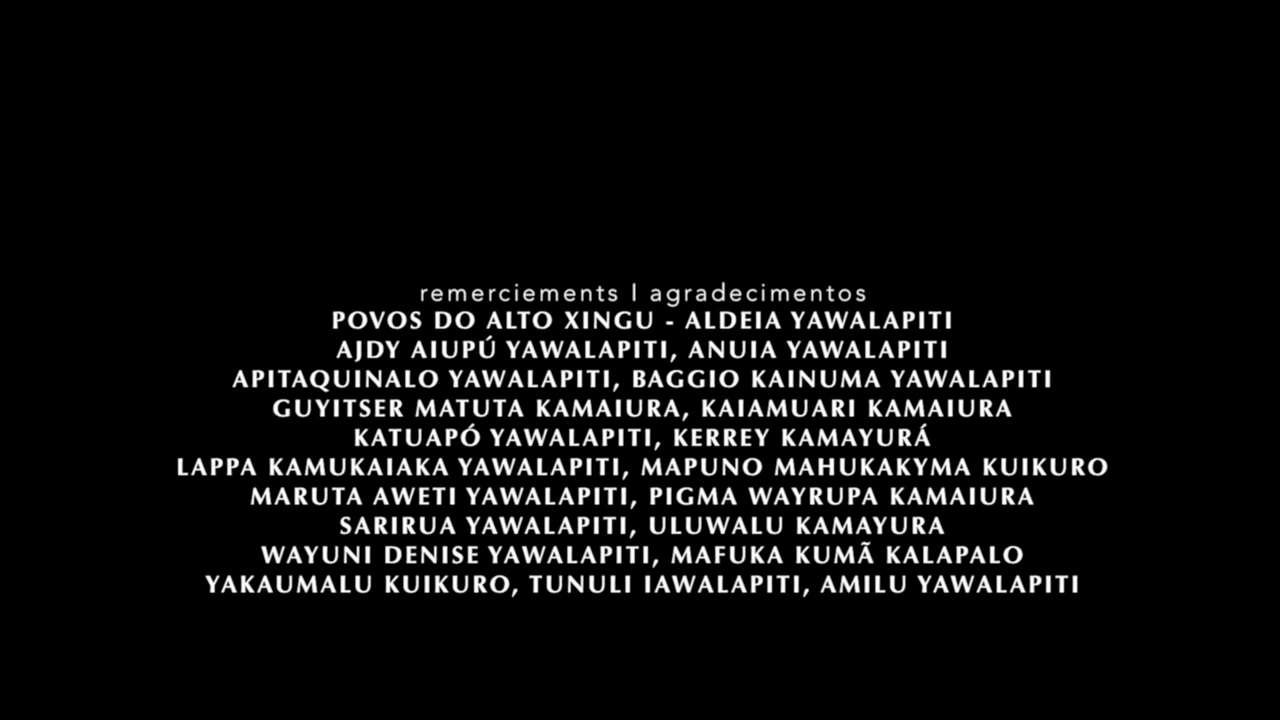 remerciements | agradecimentos
POVOS DO ALTO XINGU - ALDEIA YAWALAPITI
AJDY AIUPÚ YAWALAPITI, ANUIA YAWALAPITI
APITAQUINALO YAWALAPITI, BAGGIO KAINUMA YAWALAPITI
GUYITSER MATUTA KAMAIURA, KAIAMUARI KAMAIURA
KATUAPÓ YAWALAPITI, KERREY KAMAYURÁ
LAPPA KAMUKAIAKA YAWALAPITI, MAPUNO MAHUKAKYMA KUIKURO
MARUTA AWETI YAWALAPITI, PIGMA WAYRUPA KAMAIURA
SARIRUA YAWALAPITI, ULUWALU KAMAYURA
WAYUNI DENISE YAWALAPITI, MAFUKA KUMÃ KALAPALO
YAKAUMALU KUIKURO, TUNULI IAWALAPITI, AMILU YAWALAPITI